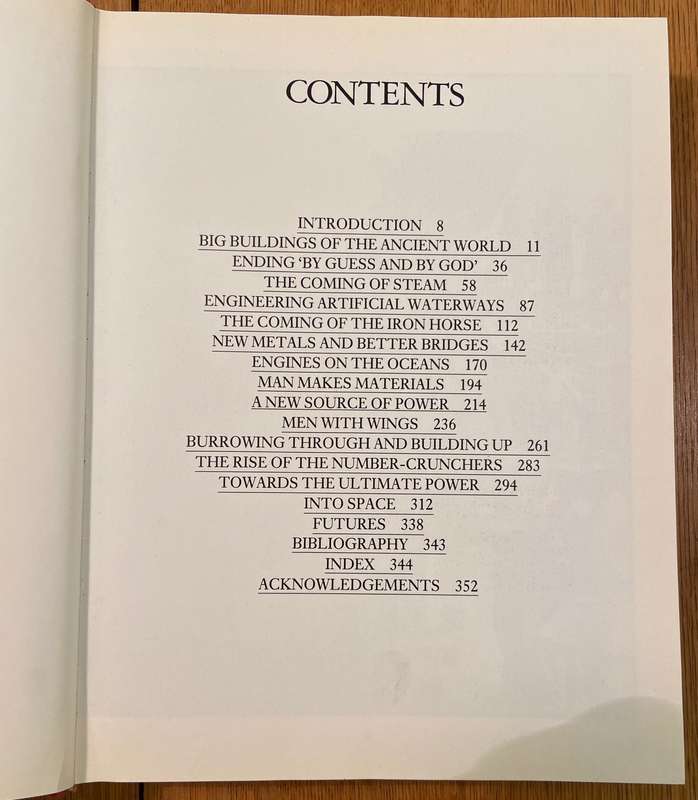 CONTENTS
INTRODUCTION 8
BIG BUILDINGS OF THE ANCIENT WORLD 11
ENDING ‘BY GUESS AND BY GOD’ 36
THE COMING OF STEAM 58
ENGINEERING ARTIFICIAL WATERWAYS 87
THE COMING OF THE IRON HORSE 112
NEW METALS AND BETTER BRIDGES 142
ENGINES ON THE OCEANS 170
MAN MAKES MATERIALS 194
A NEW SOURCE OF POWER 214
MEN WITH WINGS 236
BURROWING THROUGH AND BUILDING UP 261
THE RISE OF THE NUMBER-CRUNCHERS 283
TOWARDS THE ULTIMATE POWER 294
INTO SPACE 312
FUTURES 338
BIBLIOGRAPHY 343
INDEX 344
ACKNOWLEDGEMENTS 352